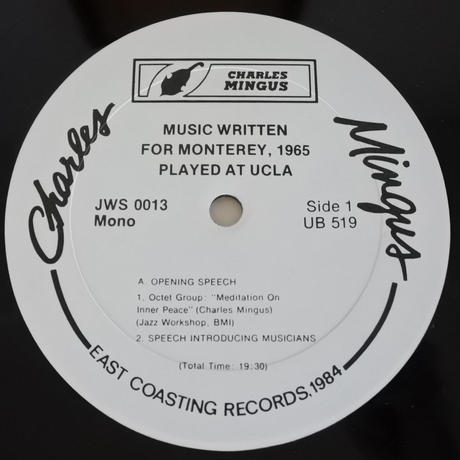 CHARLES
MINGUS
MUSIC WRITTEN
FOR MONTEREY, 1965
PLAYED AT UCLA
Charles
Mingus
JWS 0013
Mono
Side 1
UB 519
A. OPENING SPEECH
1. Octet Group: "Meditation On
Inner Peace" (Charles Mingus)
(Jazz Workshop, BMI)
2. SPEECH INTRODUCING MUSICIANS
(Total Time: 19:30)
EAST COASTING RECORDS, 1984